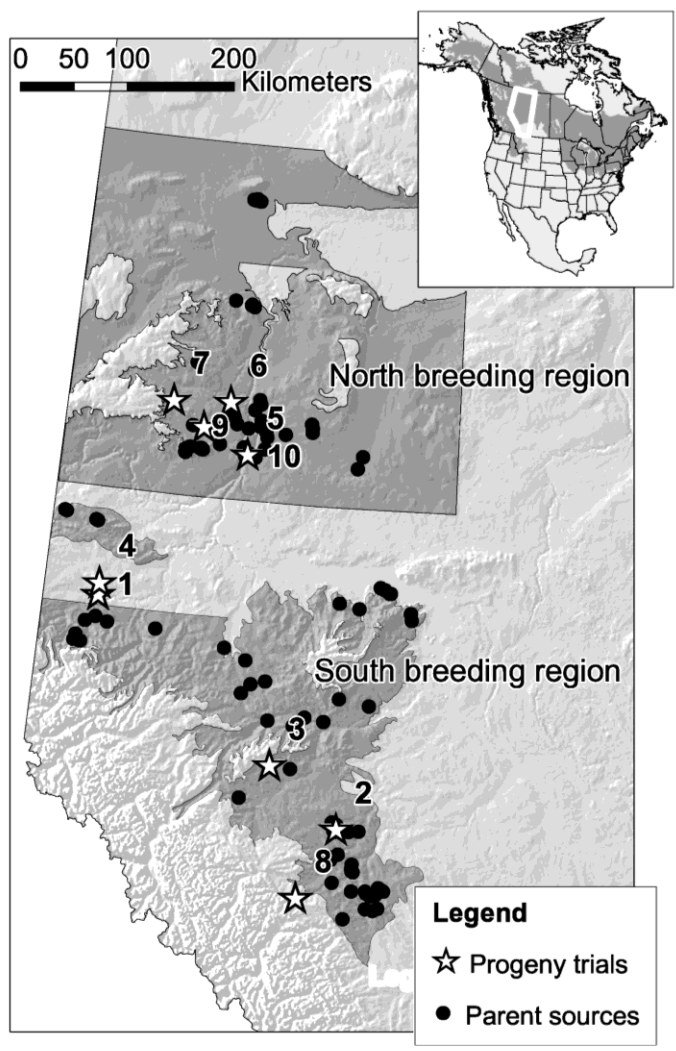 0 50 100 200
Kilometers
7 6
North breeding region
9 5
10
4
1
South breeding region
3
2
8
Legend
Progeny trials
Parent sources